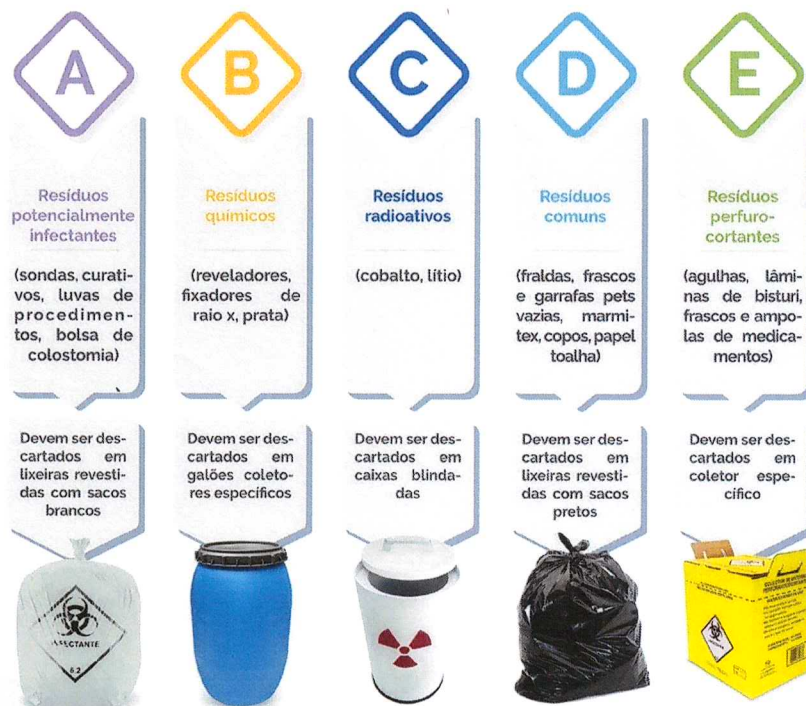 A
B
C
D
E
Resíduos
potencialmente
infectantes
(sondas, curati-
vos, luvas de
procedimen-
tos, bolsa de
colostomia)
Resíduos
químicos
(reveladores,
fixadores de
raio x, prata)
Resíduos
radioativos
(cobalto, lítio)
Resíduos
comuns
(fraldas, frascos
e garrafas pets
vazias, marmi-
tex, copos, papel
toalha)
Resíduos
perfuro-
cortantes
(agulhas, lâmi-
nas de bisturi,
frascos e ampo-
las de medica-
mentos)
Devem ser des-
cartados em
lixeiras revesti-
das com sacos
brancos
Devem ser des-
cartados em
galões coleto-
res específicos
Devem ser des-
cartados em
caixas blinda-
das
Devem ser des-
cartados em
lixeiras revesti-
das com sacos
pretos
Devem ser des-
cartados em
coletor espe-
cífico
INFECTANTE
6.2